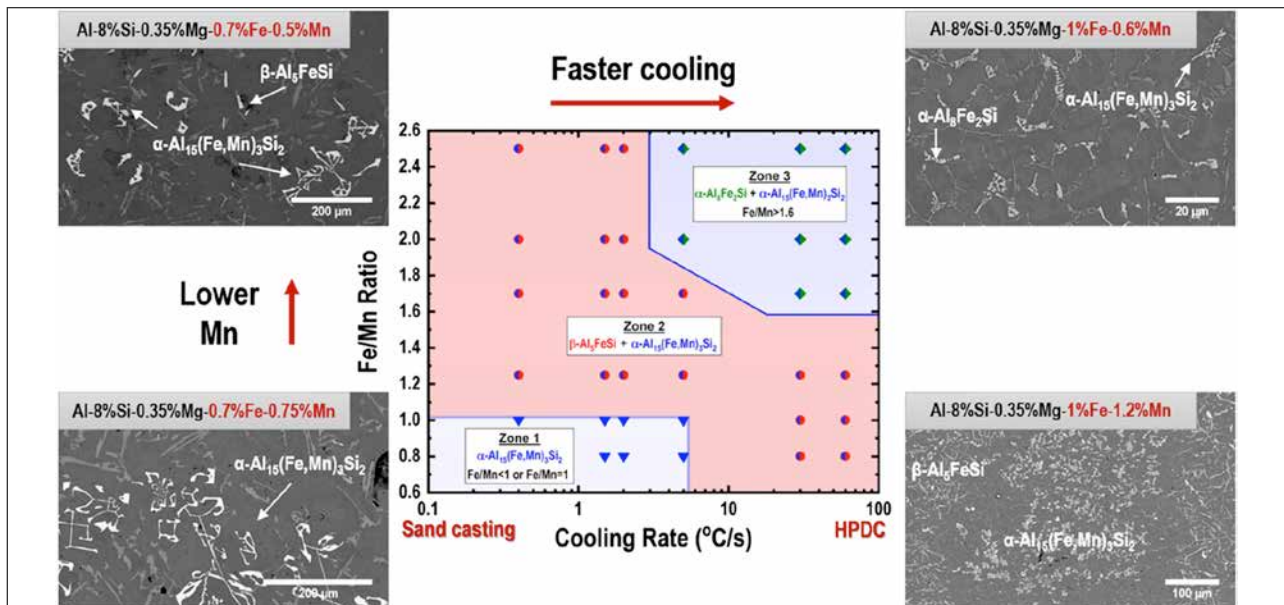 Al-8%Si-0.35%Mg-0.7%Fe-0.5%Mn
β-Al₅FeSi
α-Al₁₅(Fe,Mn)₃Si₂
200 µm
Faster cooling
Al-8%Si-0.35%Mg-1%Fe-0.6%Mn
α-Al₁₅(Fe,Mn)₃Si₂
α-Al₈Fe₂Si
20 µm
Lower
Mn
Fe/Mn Ratio
2.6
2.4
2.2
2.0
1.8
1.6
1.4
1.2
1.0
0.8
0.6
Zone 3
α-Al₈Fe₂Si + α-Al₁₅(Fe,Mn)₃Si₂
Fe/Mn>1.6
Zone 2
β-Al₅FeSi + α-Al₁₅(Fe,Mn)₃Si₂
Zone 1
α-Al₁₅(Fe,Mn)₃Si₂
Fe/Mn<1 or Fe/Mn=1
0.1 1 10 100
Sand casting
Cooling Rate (°C/s)
HPDC
Al-8%Si-0.35%Mg-0.7%Fe-0.75%Mn
α-Al₁₅(Fe,Mn)₃Si₂
200 µm
Al-8%Si-0.35%Mg-1%Fe-1.2%Mn
β-Al₅FeSi
α-Al₁₅(Fe,Mn)₃Si₂
100 µm